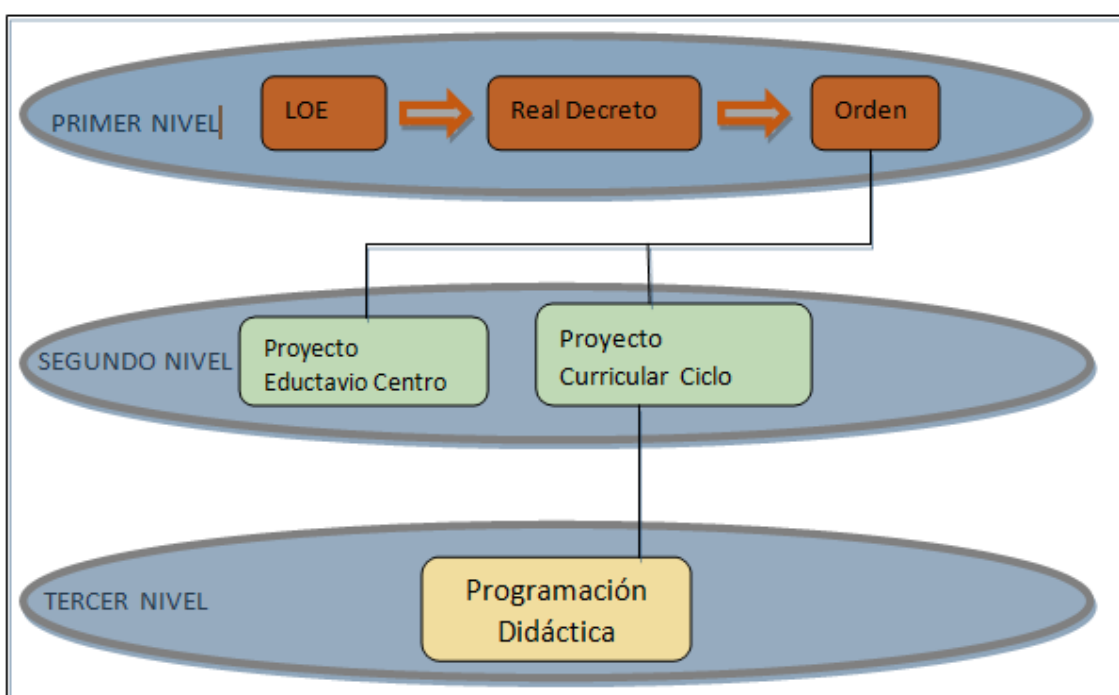 PRIMER NIVEL
LOE
Real Decreto
Orden
SEGUNDO NIVEL
Proyecto
Eductavio Centro
Proyecto
Curricular Ciclo
TERCER NIVEL
Programación
Didáctica